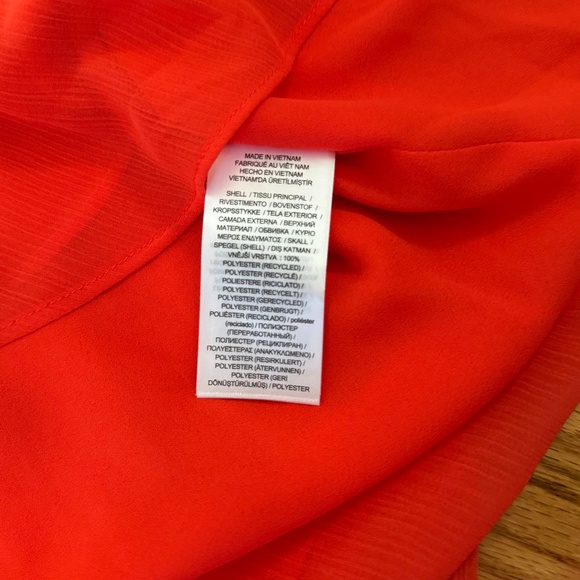 MADE IN VIETNAM
FABRIQUÉ AU VIÊT NAM
HECHO EN VIETNAM
VIETNAM'DA ÜRETİLMİŞTİR
SHELL / TISSU PRINCIPAL /
RIVESTIMENTO / BOVENSTOF /
KROPSSTYKKE / TELA EXTERIOR /
CAMADA EXTERNA / ВЕРХНИЙ
МАТЕРИАЛ / ОБВИВКА / ΚΥΡΙΟ
ΜΕΡΟΣ ΕΝΔΥΜΑΤΟΣ / SKALL /
SPEGEL (SHELL) / DIŞ KATMAN /
VNĚJŠÍ VRSTVA : 100%
POLYESTER (RECYCLED) /
POLYESTER (RECYCLÉ) /
POLIESTERE (RICICLATO) /
POLYESTER (RECYCELT) /
POLYESTER (GERECYCLED) /
POLYESTER (GENBRUGT) /
POLIÉSTER (RECICLADO) / poliéster
(reciclado) / ПОЛИЭСТЕР
(ПЕРЕРАБОТАННЫЙ) /
ПОЛИЕСТЕР (РЕЦИКЛИРАН) /
ΠΟΛΥΕΣΤΕΡΑΣ (ΑΝΑΚΥΚΛΩΜΕΝΟ) /
POLYESTER (RESIRKULERT) /
POLYESTER (ÅTERVUNNEN) /
POLYESTER (GERİ
DÖNÜŞTÜRÜLMÜŞ) / POLYESTER